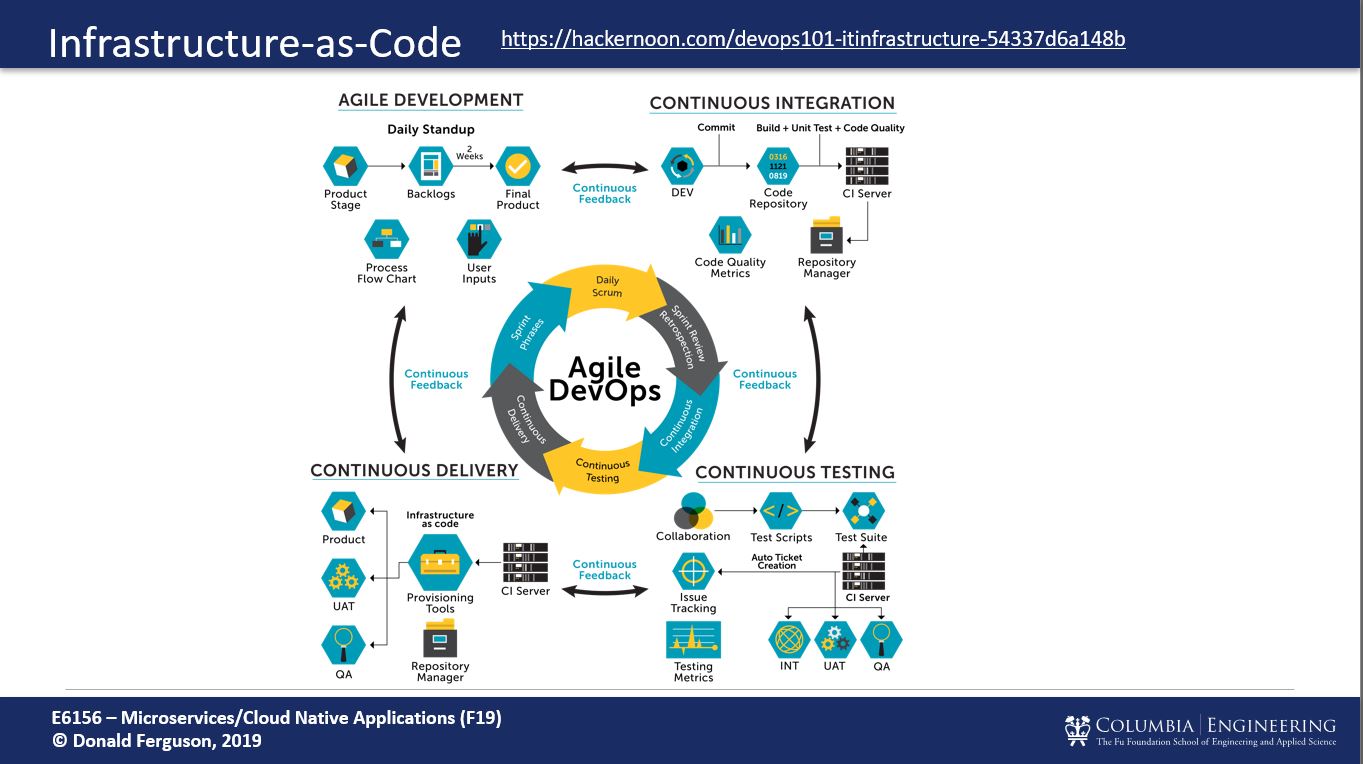 Infrastructure-as-Code
https://hackernoon.com/devops101-itinfrastructure-54337d6a148b
AGILE DEVELOPMENT
Daily Standup
2
Weeks
Product
Stage
Backlogs
Final
Product
Process
Flow Chart
User
Inputs
Continuous
Feedback
CONTINUOUS INTEGRATION
Commit
Build + Unit Test + Code Quality
0316
1121
0819
DEV
Code
Repository
CI Server
Code Quality
Metrics
Repository
Manager
Daily
Scrum
Sprint Review
Retrospection
Continuous
Integration
Continuous
Testing
Continuous
Delivery
Sprint
Phrases
Agile
DevOps
Continuous
Feedback
Continuous
Feedback
CONTINUOUS DELIVERY
Product
Infrastructure
as code
UAT
Provisioning
Tools
CI Server
QA
Repository
Manager
Continuous
Feedback
CONTINUOUS TESTING
Collaboration
</>
Test Scripts
Test Suite
Auto Ticket
Creation
Issue
Tracking
CI Server
Testing
Metrics
INT
UAT
QA
E6156 – Microservices/Cloud Native Applications (F19)
© Donald Ferguson, 2019
COLUMBIA | ENGINEERING
The Fu Foundation School of Engineering and Applied Science